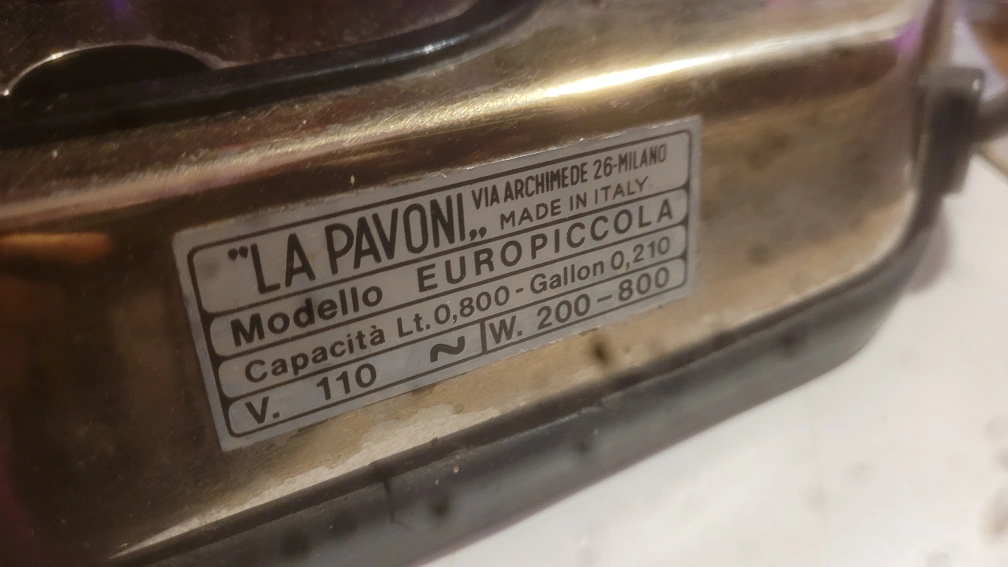 "LA PAVONI„ VIA ARCHIMEDE 26-MILANO
MADE IN ITALY
Modello EUROPICCOLA
Capacità Lt. 0,800 - Gallon 0,210
V. 110 ~ W. 200-800